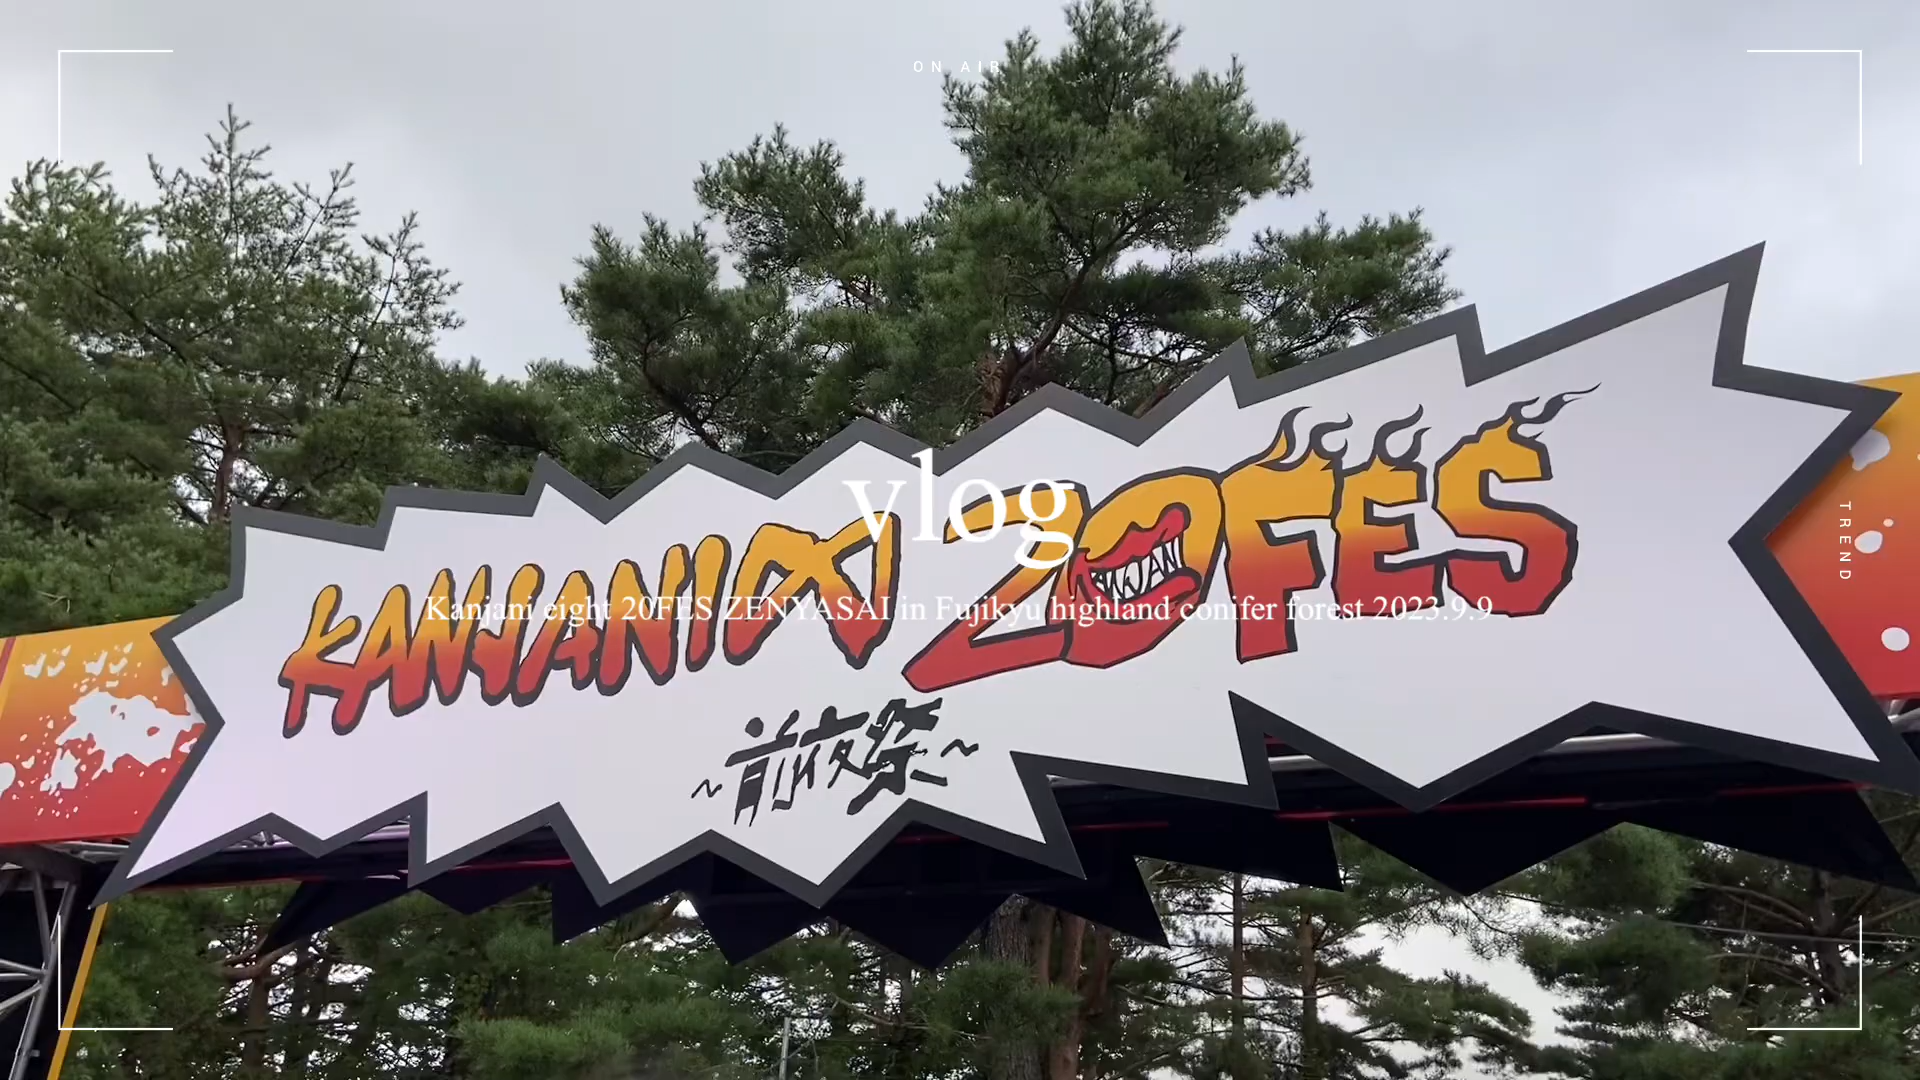 ON AIR
vlog
KANJANI∞ 20FES
KANJANI
Kanjani eight 20FES ZENYASAI in Fujikyu highland conifer forest 2023.9.9
~前夜祭~
TREND